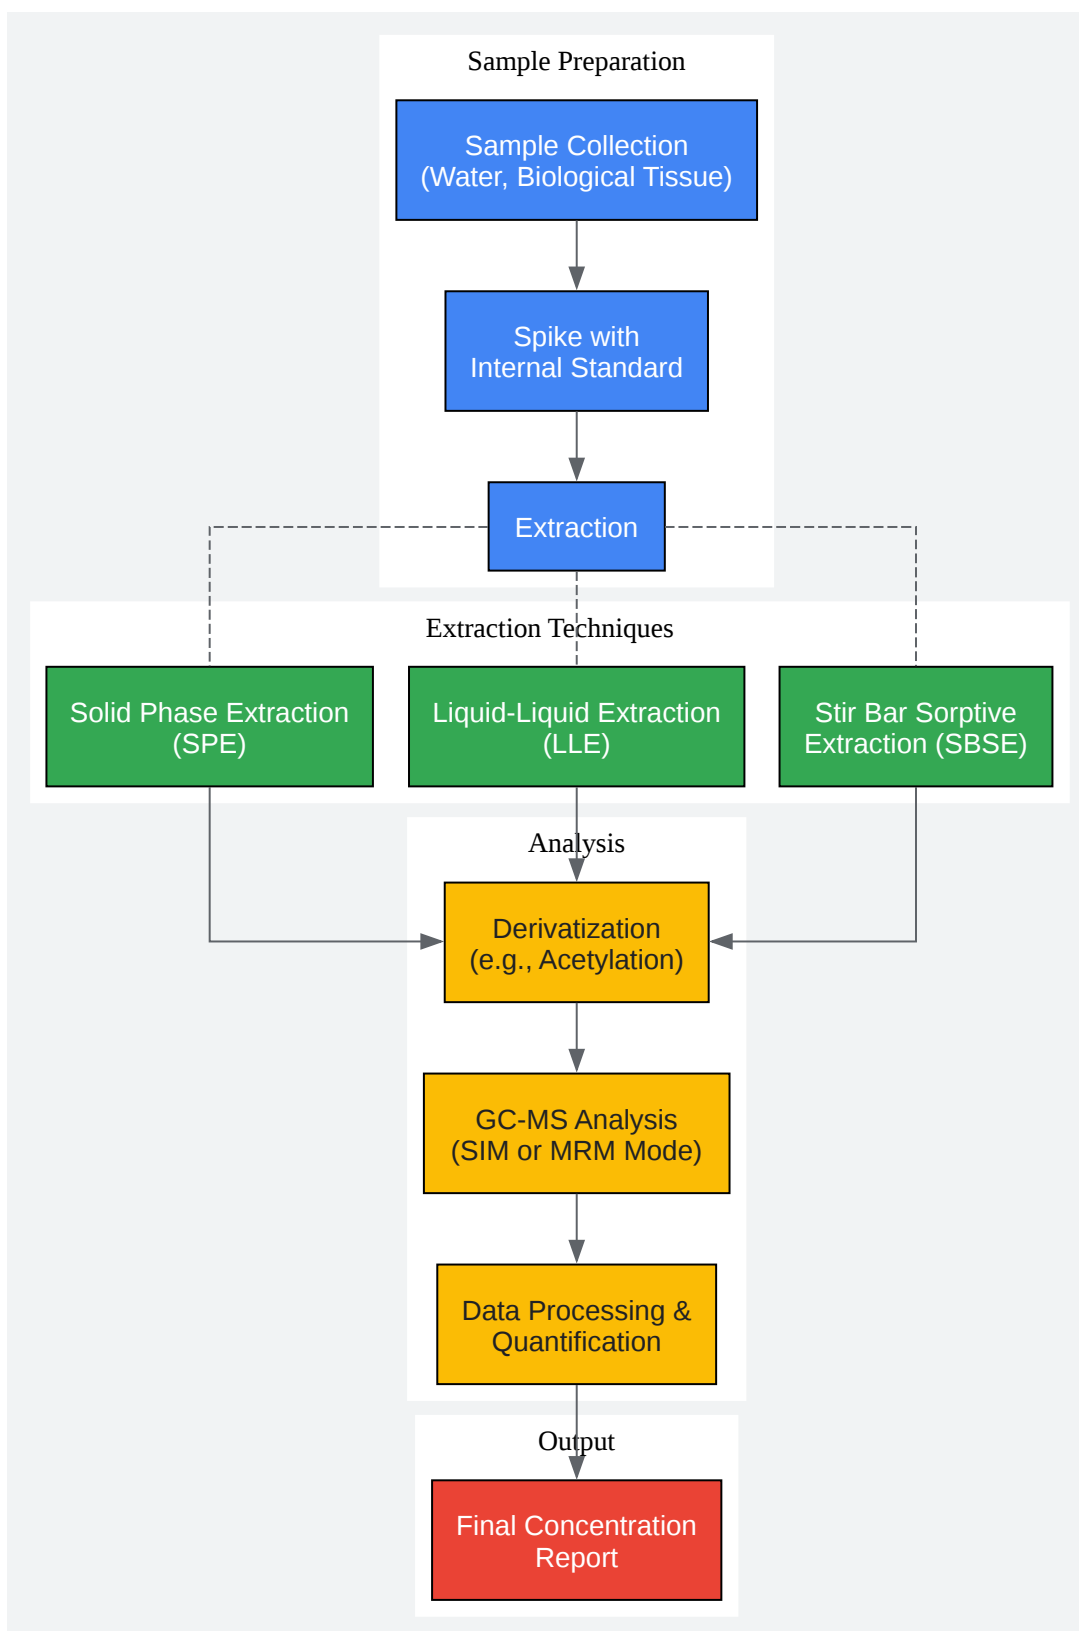 Sample Preparation
Sample Collection
(Water, Biological Tissue)
Spike with
Internal Standard
Extraction
Extraction Techniques
Solid Phase Extraction
(SPE)
Liquid-Liquid Extraction
(LLE)
Stir Bar Sorptive
Extraction (SBSE)
Analysis
Derivatization
(e.g., Acetylation)
GC-MS Analysis
(SIM or MRM Mode)
Data Processing &
Quantification
Output
Final Concentration
Report